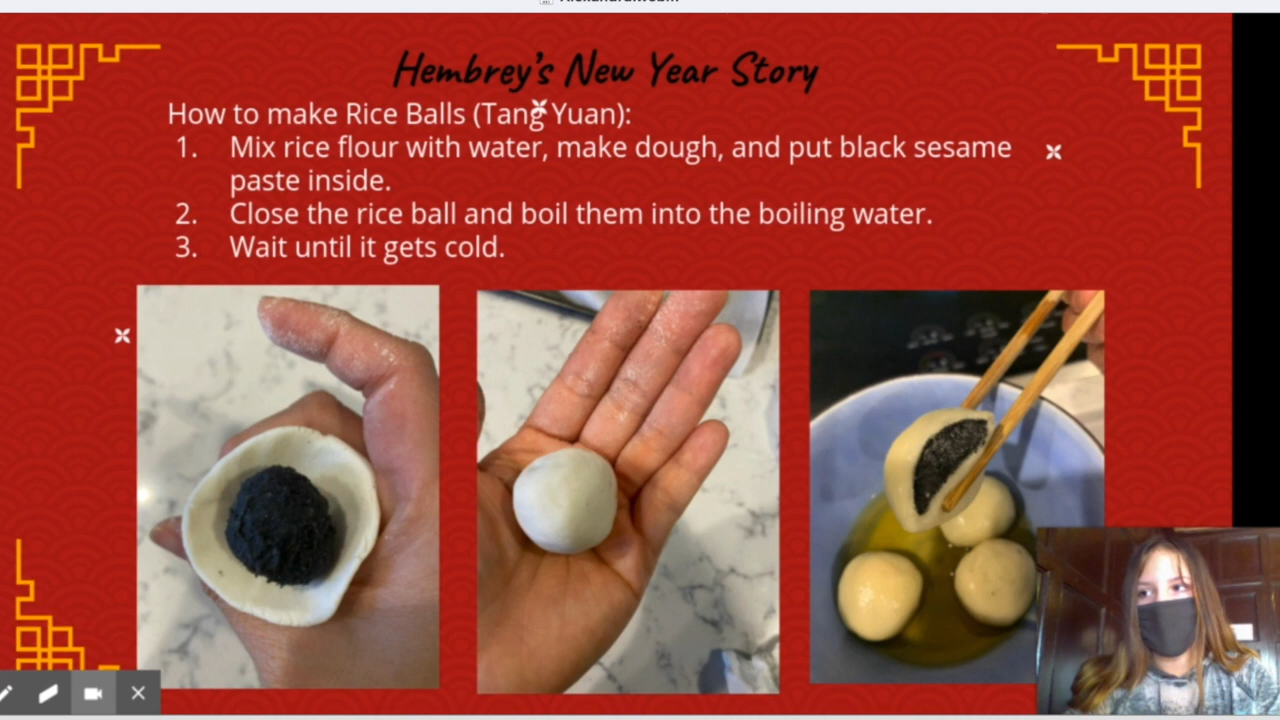 Hembrey's New Year Story
How to make Rice Balls (Tang Yuan):
1. Mix rice flour with water, make dough, and put black sesame
paste inside.
2. Close the rice ball and boil them into the boiling water.
3. Wait until it gets cold.